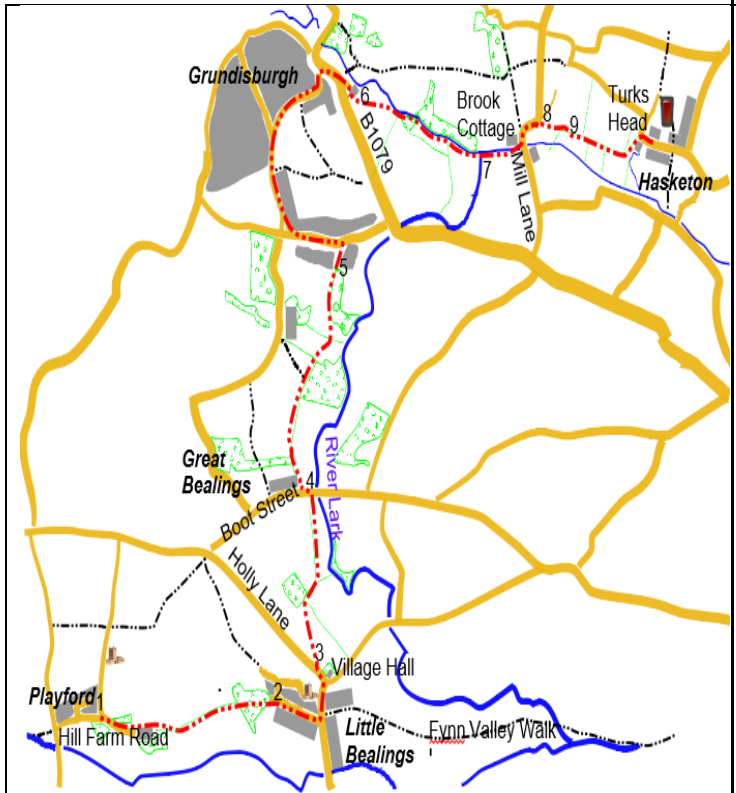 Grundisburgh
6
B1079
Brook
Cottage
8
9
Turks
Head
7
Mill Lane
Hasketon
5
Great
Bealings
4
Boot Street
River Lark
Holly Lane
3
Village Hall
Playford
1
2
Hill Farm Road
Little
Bealings
Fynn Valley Walk